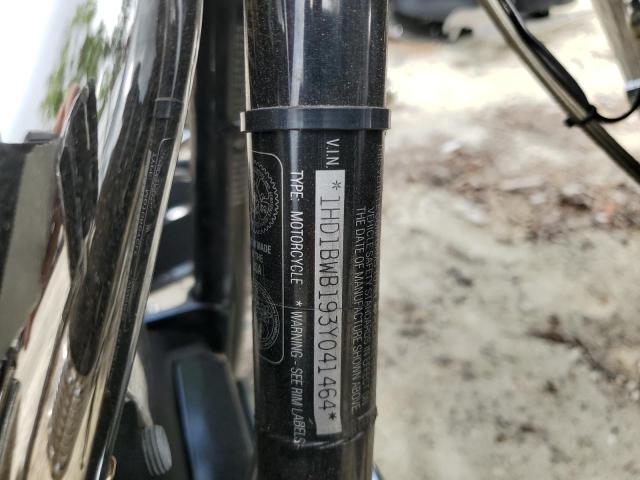 VEHICLE SAFETY STANDARDS IN EFFECT ON
THE DATE OF MANUFACTURE SHOWN ABOVE
V.I.N. *1HD1BWB193Y041464*
TYPE: MOTORCYCLE * WARNING - SEE RIM LABELS
MADE